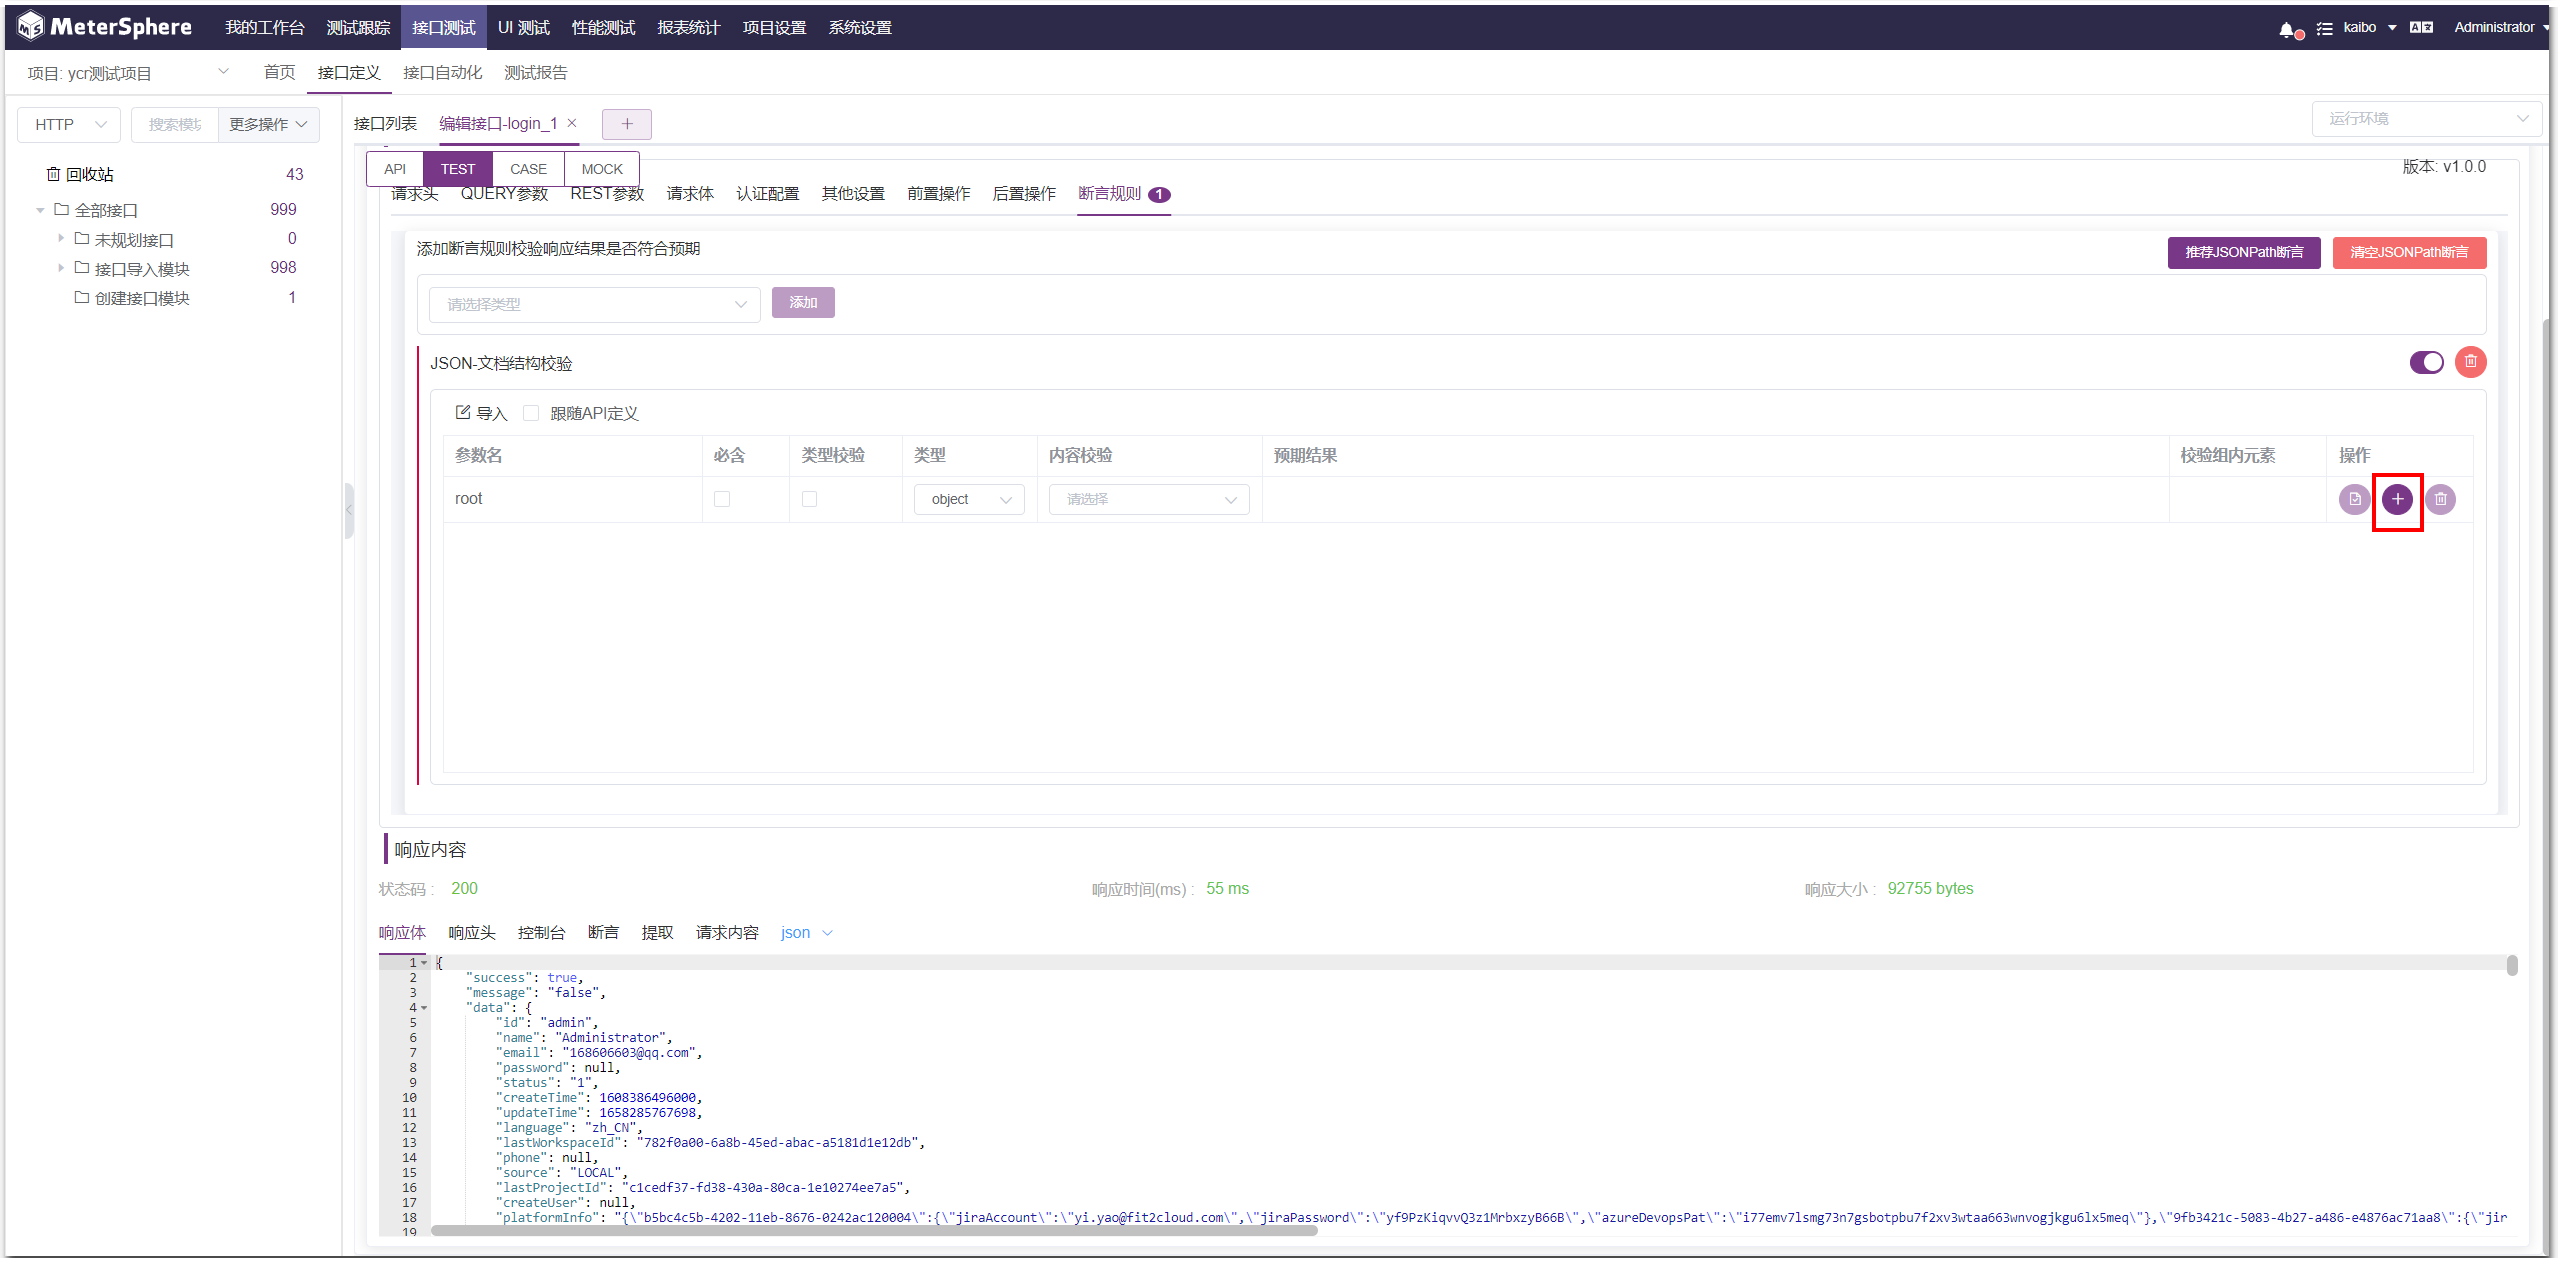 MeterSphere 我的工作台 测试跟踪 接口测试 UI 测试 性能测试 报表统计 项目设置 系统设置 kaibo Administrator
项目: ycr测试项目 首页 接口定义 接口自动化 测试报告
HTTP 搜索模块 更多操作 接口列表 编辑接口-login_1 × + 运行环境
回收站 43
全部接口 999
未规划接口 0
接口导入模块 998
创建接口模块 1
API TEST CASE MOCK 版本: v1.0.0
请求头 QUERY参数 REST参数 请求体 认证配置 其他设置 前置操作 后置操作 断言规则 1
添加断言规则校验响应结果是否符合预期 推荐JSONPath断言 清空JSONPath断言
请选择类型 添加
JSON-文档结构校验
导入 跟随API定义
参数名 必含 类型校验 类型 内容校验 预期结果 校验组内元素 操作
root object 请选择
响应内容
状态码 : 200 响应时间(ms) : 55 ms 响应大小 : 92755 bytes
响应体 响应头 控制台 断言 提取 请求内容 json
1 {
2 "success": true,
3 "message": "false",
4 "data": {
5 "id": "admin",
6 "name": "Administrator",
7 "email": "168606603@qq.com",
8 "password": null,
9 "status": "1",
10 "createTime": 1608386496000,
11 "updateTime": 1658285767698,
12 "language": "zh_CN",
13 "lastWorkspaceId": "782f0a00-6a8b-45ed-abac-a5181d1e12db",
14 "phone": null,
15 "source": "LOCAL",
16 "lastProjectId": "c1cedf37-fd38-430a-80ca-1e10274ee7a5",
17 "createUser": null,
18 "platformInfo": "{\"b5bc4c5b-4202-11eb-8676-0242ac120004\":{\"jiraAccount\":\"yi.yao@fit2cloud.com\",\"jiraPassword\":\"yf9PzKiqvvQ3z1MrbxzyB66B\",\"azureDevopsPat\":\"i77emv7lsmg73n7gsbotpbu7f2xv3wtaa663wnvogjkgu6lx5meq\"},\"9fb3421c-5083-4b27-a486-e4876ac71aa8\":{\"jir
19